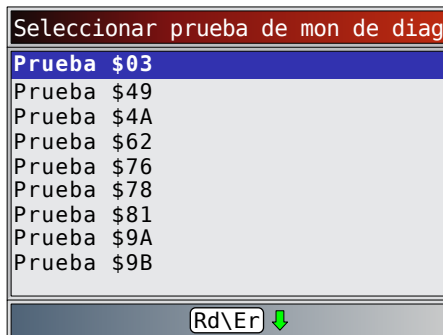 Seleccionar prueba de mon de diag
Prueba $03
Prueba $49
Prueba $4A
Prueba $62
Prueba $76
Prueba $78
Prueba $81
Prueba $9A
Prueba $9B
Rd\Er